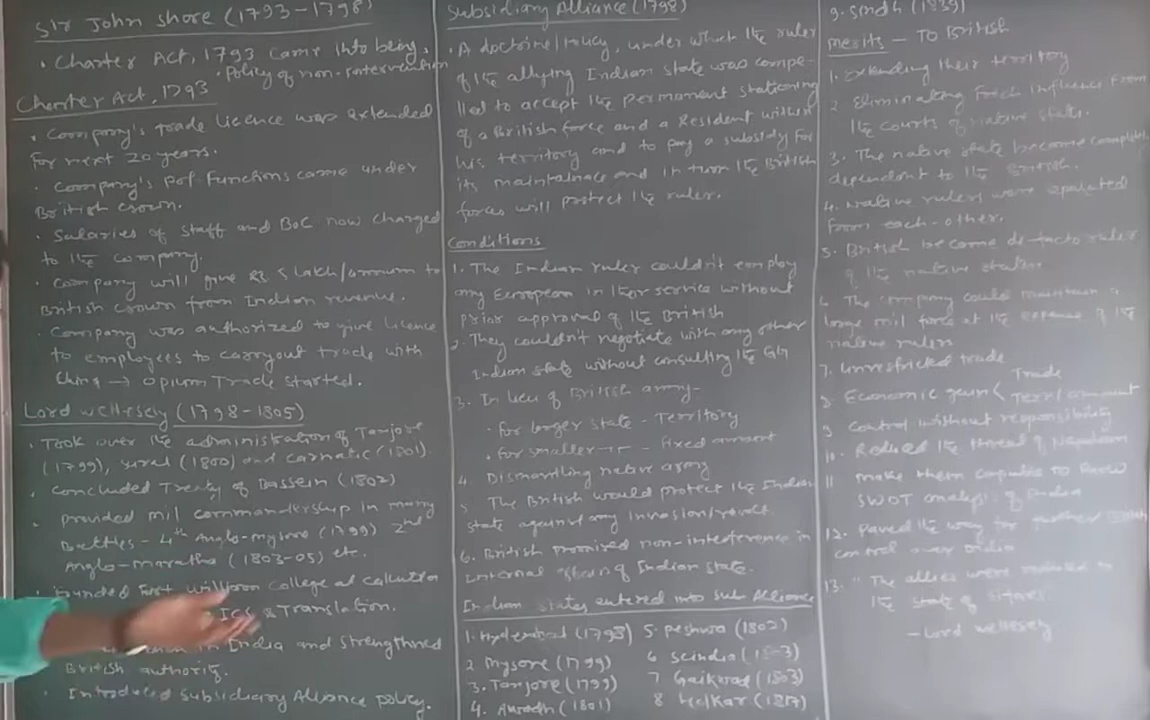 Sir John Shore (1793-1798)
• Charter Act, 1793 came into being.
• Policy of non-intervention
Charter Act, 1793
• Company's trade licence was extended
for next 20 years.
• Company's Pol. Functions came under
British Crown.
• Salaries of staff and BoC now charged
to the company.
• Company will give Rs 5 lakh/annum to
British crown from Indian revenue.
• Company was authorized to give licence
to employees to carryout trade with
China → Opium Trade started.
Lord Wellesely (1798-1805)
• Took over the administration of Tanjore
(1799), Surat (1800) and Carnatic (1801).
• Concluded Treaty of Bassein (1802)
• Provided mil commandership in many
Battles - 4th Anglo-Mysore (1799) 2nd
Anglo-Maratha (1803-05) etc.
• Founded Fort William College at Calcutta
ICS & Translation.
in India and strengthened
British authority.
• Introduced Subsidiary Alliance policy.
Subsidiary Alliance (1798)
• A doctrine/Policy, under which the ruler
of the allying Indian state was compe-
lled to accept the permanent stationing
of a British force and a Resident within
his territory and to pay a subsidy for
its maintainace and in turn the British
forces will protect the ruler.
Conditions
1. The Indian ruler couldn't employ
any European in their service without
prior approval of the British
2. They couldn't negotiate with any other
Indian state without consulting the GG
3. In lieu of British army-
• for larger state - Territory
• for smaller -"- - Fixed amount
4. Dismantling native army
5. The British would protect the Indian
state against any invasion/revolt.
6. British promised non-interference in
internal affairs of Indian state.
Indian states entered into Sub Alliance
1. Hyderabad (1798) 5. Peshwa (1802)
2 Mysore (1799) 6 Scindia (1803)
3. Tanjore (1799) 7 Gaikwad (1803)
4. Awadh (1801) 8 Holkar (1817)
9. Sindh (1839)
Merits - To British
1. Extending their territory
2 Eliminating French influence from
the courts of native state.
3. The native state became completely
dependent to the British.
4. Native rulers were separated
from each-other.
5. British became de-facto ruler
of the native state.
6 The company could maintain a
large mil force at the expense of the
native ruler
7. unrestricted trade
8 Economic gain < Trade
Terri/amount
9 Control without responsibility
10. Reduced the threat of Napoleon
11 make them capable to know
SWOT analysis of India
12. Paved the way for further British
control over India
13. "The allies were reduced to
the state of
- Lord Wellesely